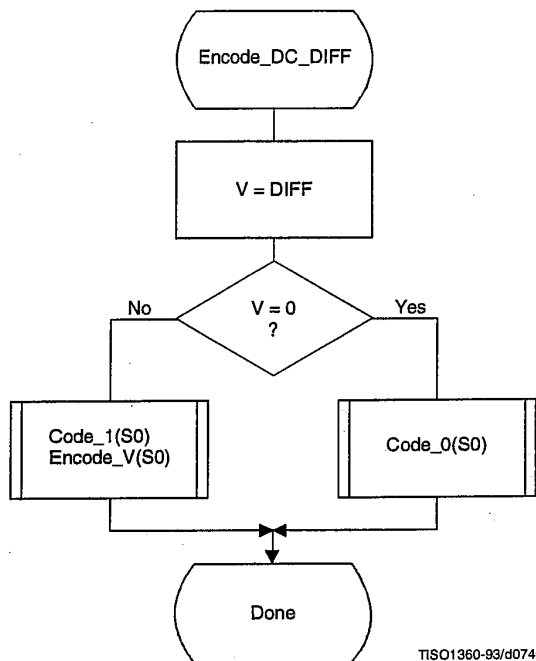 Encode_DC_DIFF
V = DIFF
V = 0
?
No
Yes
Code_1(S0)
Encode_V(S0)
Code_0(S0)
Done
TISO1360-93/d074